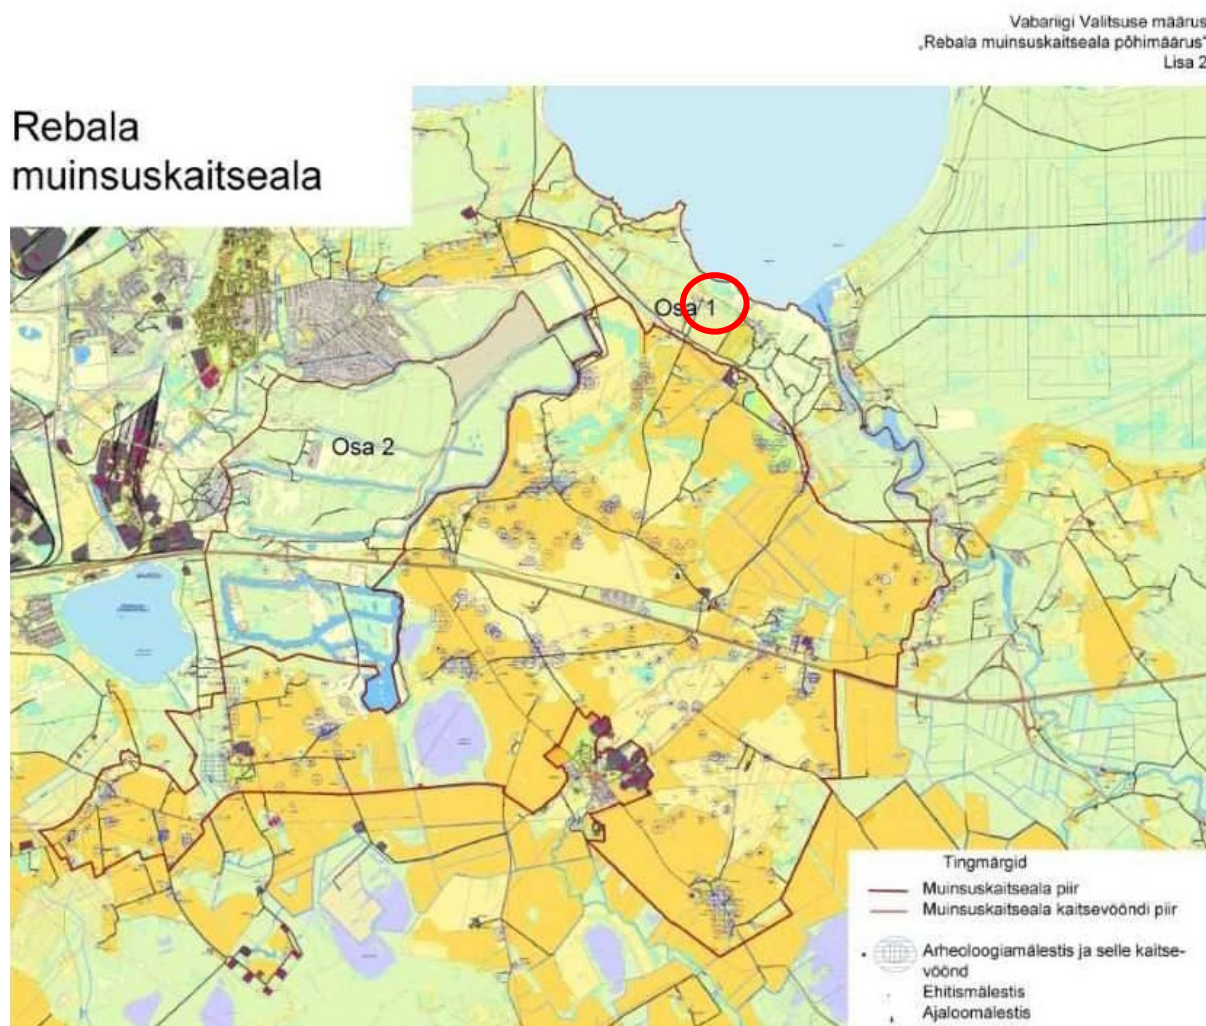 Vabariigi Valitsuse määrus
„Rebala muinsuskaitseala põhimäärus“
Lisa 2
Rebala
muinsuskaitseala
Osa 1
Osa 2
Tingmärgid
Muinsuskaitseala piir
Muinsuskaitseala kaitsevööndi piir
Arheoloogiamälestis ja selle kaitse-
vöönd
Ehitismälestis
Ajaloomälestis